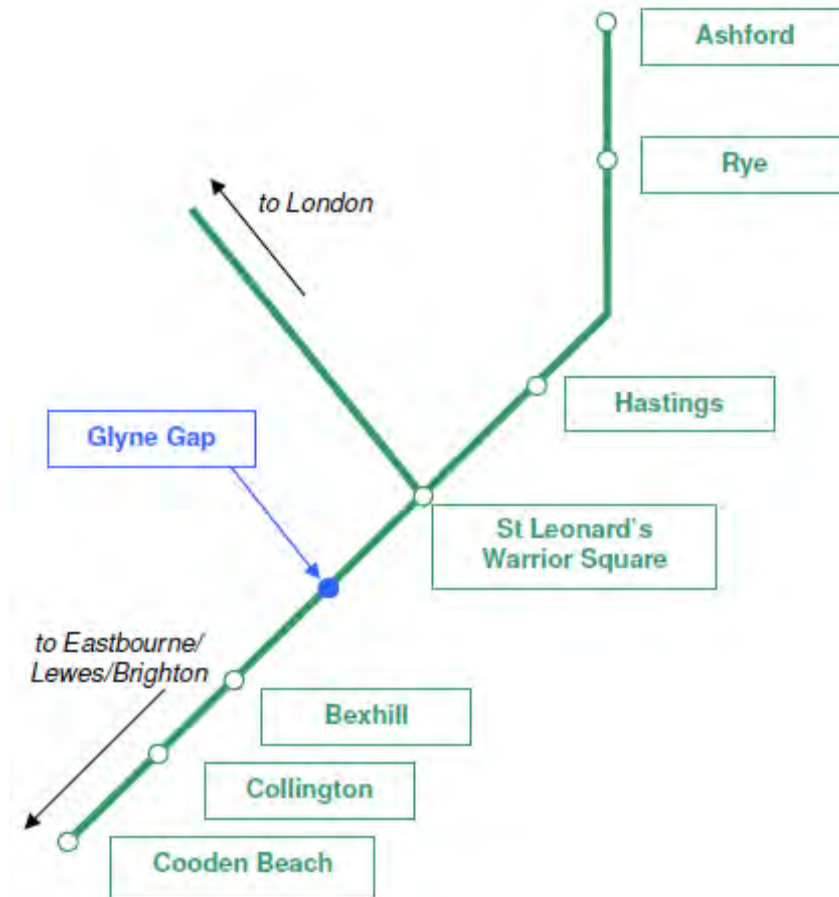 Ashford
Rye
to London
Hastings
Glyne Gap
St Leonard's
Warrior Square
to Eastbourne/
Lewes/Brighton
Bexhill
Collington
Cooden Beach